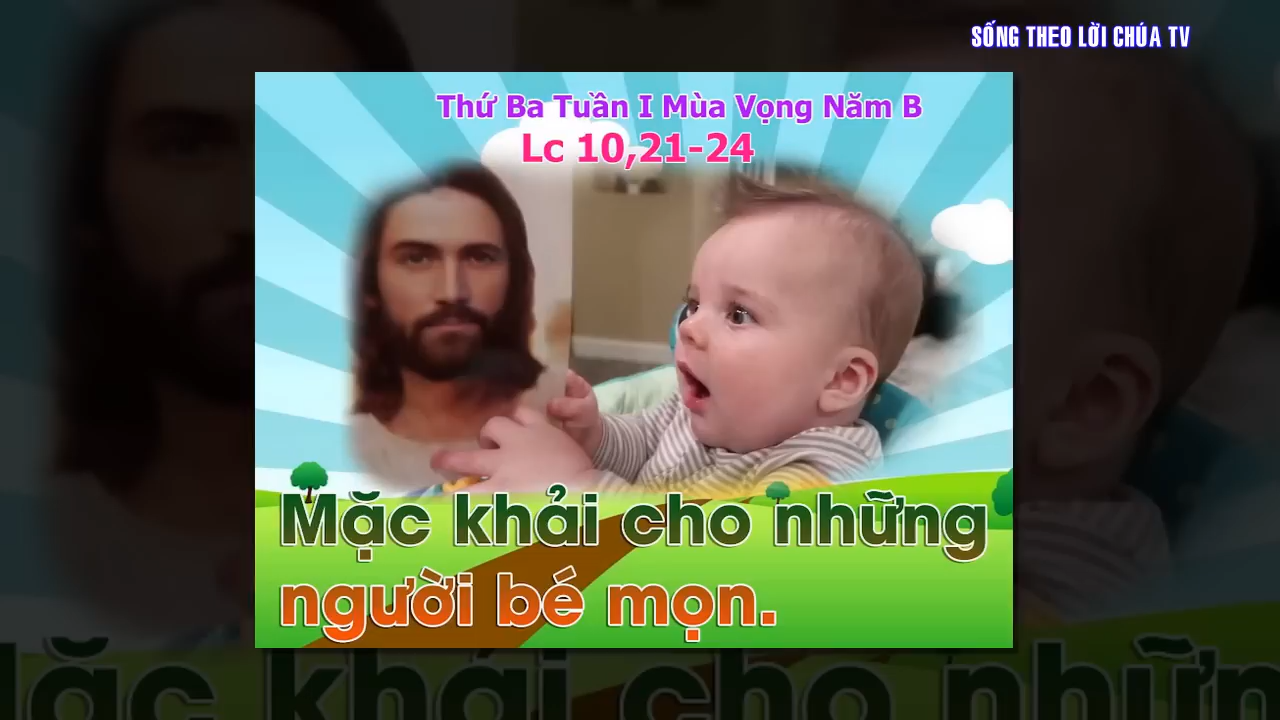 SỐNG THEO LỜI CHÚA TV
Thứ Ba Tuần I Mùa Vọng Năm B
Lc 10,21-24
Mặc khải cho những
người bé mọn.